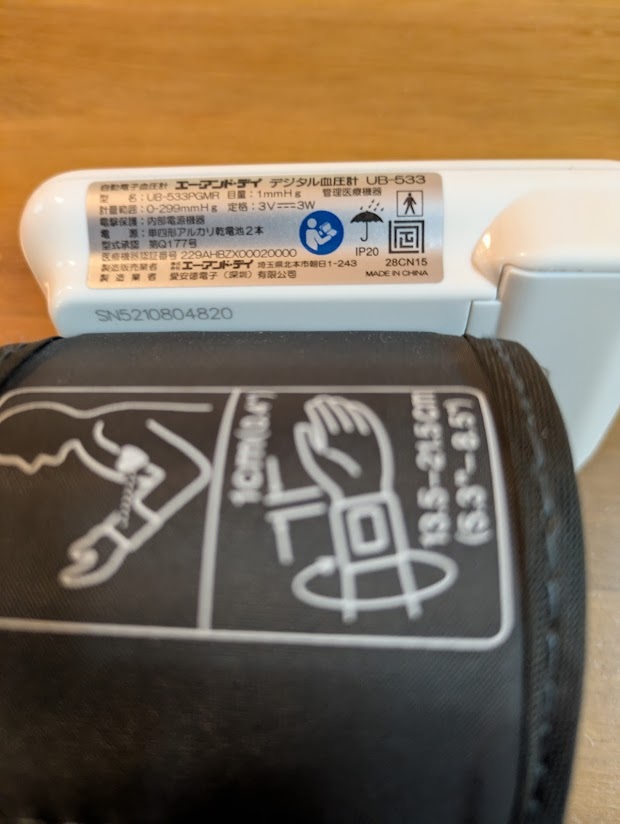 自動電子血圧計 エー・アンド・デイ デジタル血圧計 UB-533
型 名：UB-533PGMR 目量：1mmHg 管理医療機器
計量範囲：0-299mmHg 定格：3V⎓3W
電撃保護：内部電源機器
電 源：単四形アルカリ乾電池2本
型式承認 第Q177号
医療機器認証番号 229AHBZX00020000
製造販売業者 株式会社 エー・アンド・デイ 埼玉県北本市朝日1-243
製造業者 愛安徳電子（深圳）有限公司
IP20
28CN15
MADE IN CHINA
SN5210804820
1cm(0.4")
13.5-21.5cm
(5.3"-8.5")